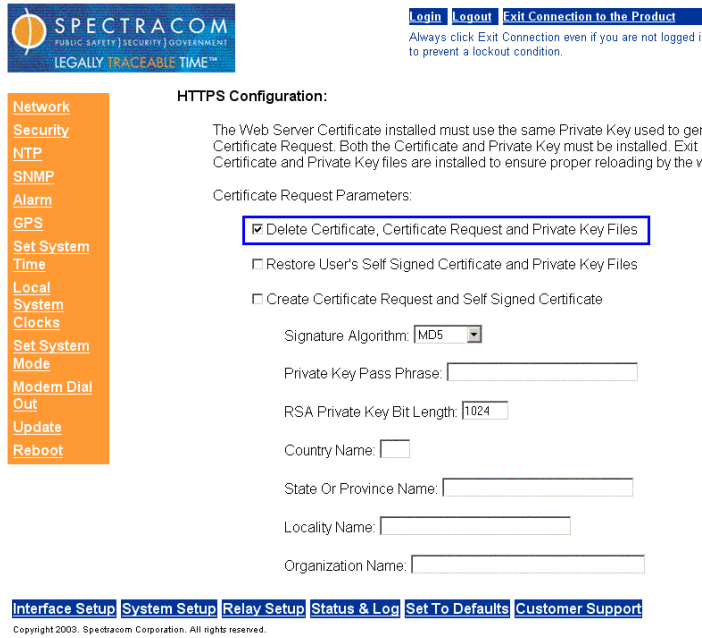 SPECTRACOM
PUBLIC SAFETY}SECURITY}GOVERNMENT
LEGALLY TRACEABLE TIME™
Login Logout Exit Connection to the Product
Always click Exit Connection even if you are not logged
to prevent a lockout condition.
Network
Security
NTP
SNMP
Alarm
GPS
Set System
Time
Local
System
Clocks
Set System
Mode
Modem Dial
Out
Update
Reboot
HTTPS Configuration:
The Web Server Certificate installed must use the same Private Key used to
Certificate Request. Both the Certificate and Private Key must be installed. Exit
Certificate and Private Key files are installed to ensure proper reloading by the
Certificate Request Parameters:
Delete Certificate, Certificate Request and Private Key Files
Restore User's Self Signed Certificate and Private Key Files
Create Certificate Request and Self Signed Certificate
Signature Algorithm: MD5
Private Key Pass Phrase:
RSA Private Key Bit Length: 1024
Country Name:
State Or Province Name:
Locality Name:
Organization Name:
Interface Setup System Setup Relay Setup Status & Log Set To Defaults Customer Support
Copyright 2003. Spectracom Corporation. All rights reserved.